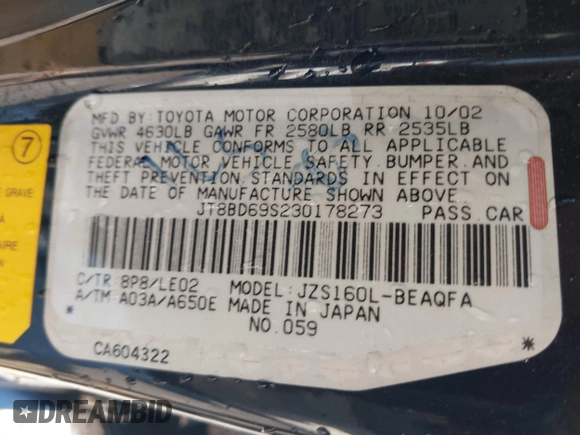 MFD.BY:TOYOTA MOTOR CORPORATION 10/02
GVWR 4630LB GAWR FR 2580LB RR 2535LB
THIS VEHICLE CONFORMS TO ALL APPLICABLE
FEDERAL MOTOR VEHICLE SAFETY,BUMPER,AND
THEFT PREVENTION STANDARDS IN EFFECT ON
THE DATE OF MANUFACTURE SHOWN ABOVE.
JT8BD69S230178273 PASS.CAR
C/TR:8P8/LE02 MODEL:JZS160L-BEAQFA
A/TM:A03A/A650E MADE IN JAPAN
* NO.059
CA604322 *
7
E GRAVE
A
AIRE
N
DREAMBID